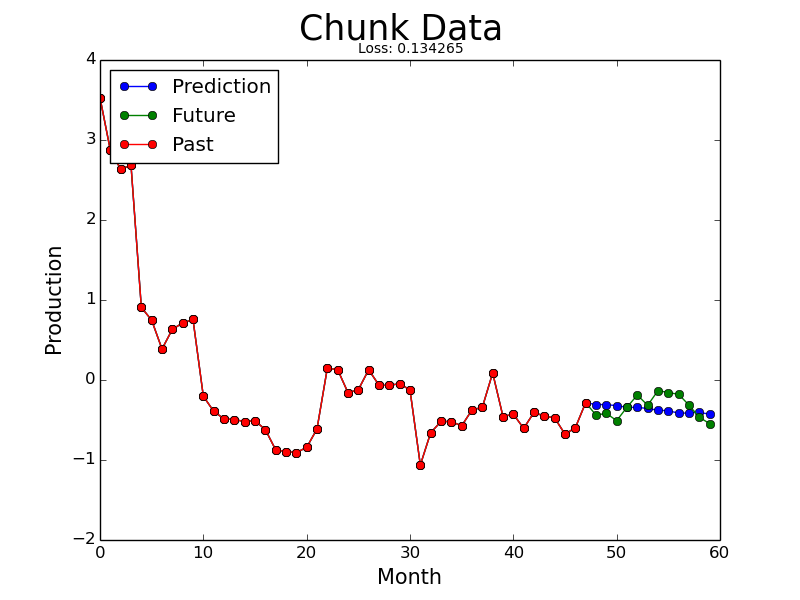 Chunk Data
Loss: 0.134265
4
3
2
1
0
−1
−2
Production
Prediction
Future
Past
0 10 20 30 40 50 60
Month